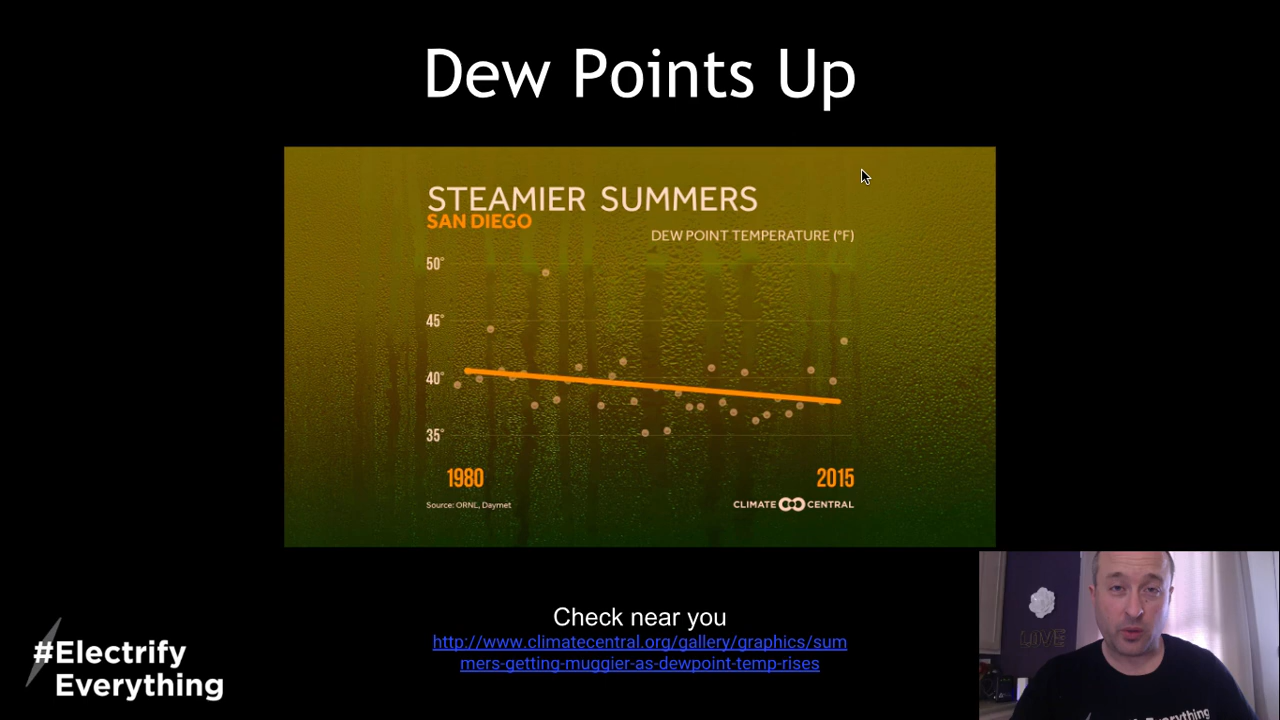 Dew Points Up
STEAMIER SUMMERS
SAN DIEGO
DEW POINT TEMPERATURE (°F)
50°
45°
40°
35°
1980
2015
Source: ORNL, Daymet
CLIMATE CENTRAL
Check near you
http://www.climatecentral.org/gallery/graphics/sum
mers-getting-muggier-as-dewpoint-temp-rises
#Electrify
Everything
LIVE
Everything